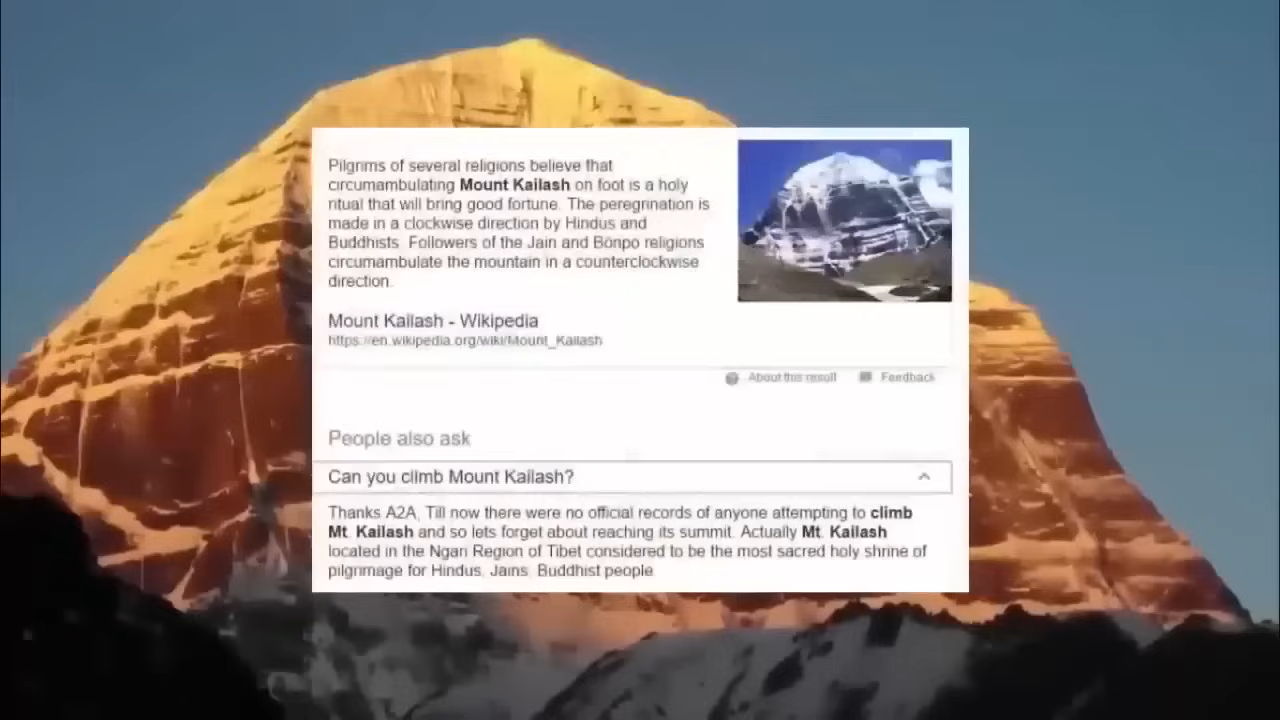 Pilgrims of several religions believe that
circumambulating Mount Kailash on foot is a holy
ritual that will bring good fortune. The peregrination is
made in a clockwise direction by Hindus and
Buddhists. Followers of the Jain and Bönpo religions
circumambulate the mountain in a counterclockwise
direction.
Mount Kailash - Wikipedia
https://en.wikipedia.org/wiki/Mount_Kailash
About this result Feedback
People also ask
Can you climb Mount Kailash?
Thanks A2A, Till now there were no official records of anyone attempting to climb
Mt. Kailash and so lets forget about reaching its summit. Actually Mt. Kailash
located in the Ngari Region of Tibet considered to be the most sacred holy shrine of
pilgrimage for Hindus, Jains, Buddhist people